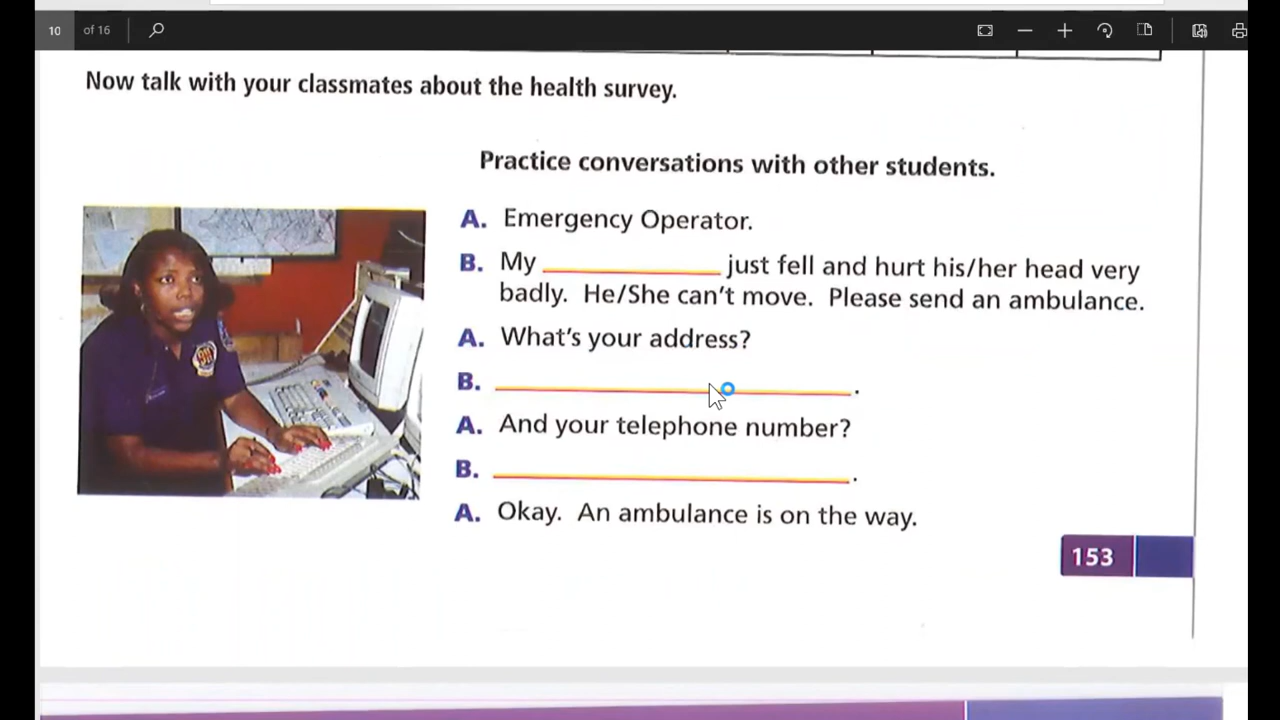 10 of 16
Now talk with your classmates about the health survey.
Practice conversations with other students.
A. Emergency Operator.
B. My ____________ just fell and hurt his/her head very
badly. He/She can't move. Please send an ambulance.
A. What's your address?
B. ____________________.
A. And your telephone number?
B. ____________________.
A. Okay. An ambulance is on the way.
153